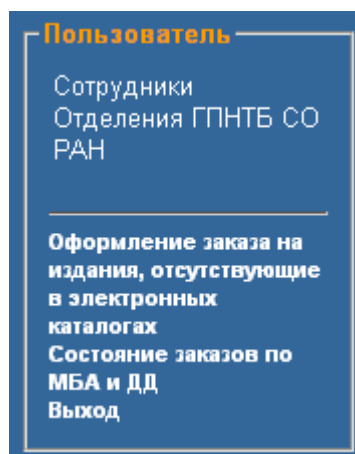 Пользователь
Сотрудники
Отделения ГПНТБ СО
РАН
Оформление заказа на
издания, отсутствующие
в электронных
каталогах
Состояние заказов по
МБА и ДД
Выход